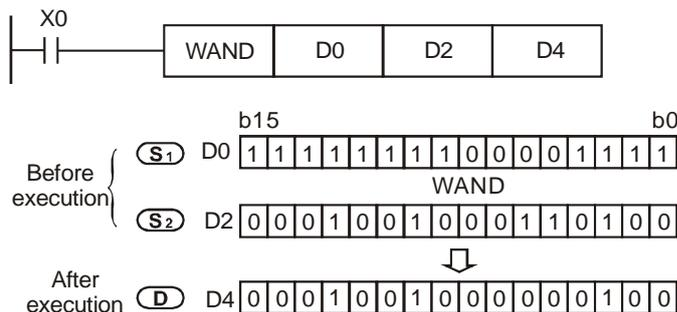 X0
WAND D0 D2 D4
b15 b0
Before execution
S1 D0 1 1 1 1 1 1 1 1 0 0 0 0 1 1 1 1
WAND
S2 D2 0 0 0 1 0 0 1 0 0 0 1 1 0 1 0 0
After execution
D D4 0 0 0 1 0 0 1 0 0 0 0 0 0 1 0 0